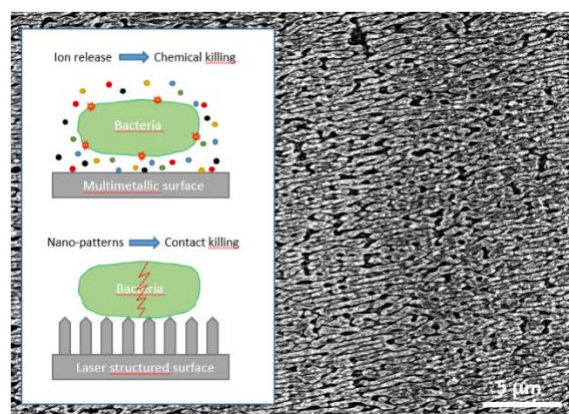 Ion release Chemical killing
Bacteria
Multimetallic surface
Nano-patterns Contact killing
Bacteria
Laser structured surface
5 µm